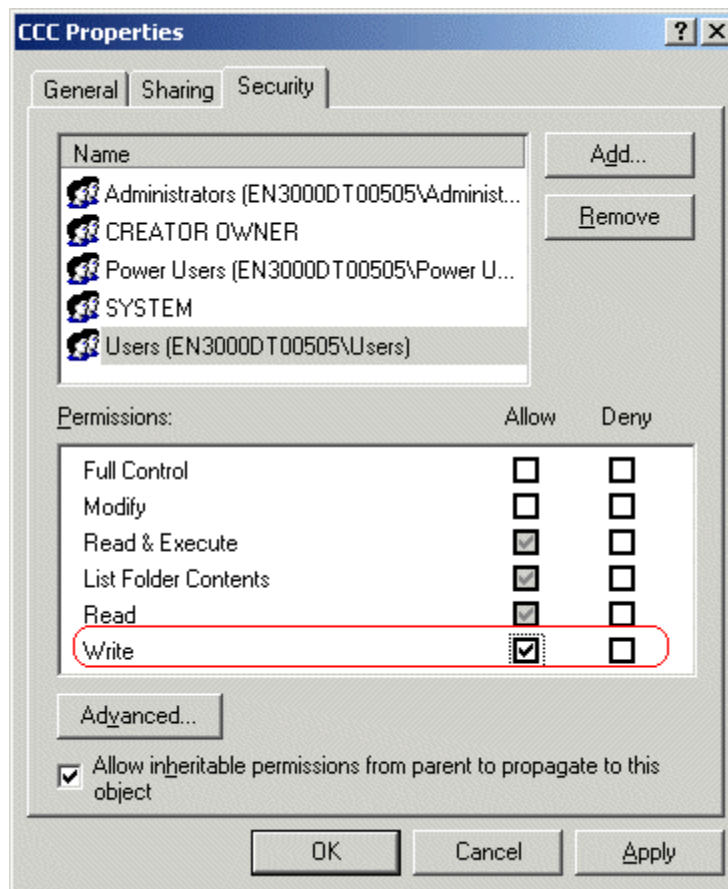 CCC Properties
General Sharing Security
Name
Add...
Administrators (EN3000DT00505\Administ...
CREATOR OWNER
Remove
Power Users (EN3000DT00505\Power U...
SYSTEM
Users (EN3000DT00505\Users)
Permissions: Allow Deny
Full Control
Modify
Read & Execute
List Folder Contents
Read
Write
Advanced...
Allow inheritable permissions from parent to propagate to this
object
OK Cancel Apply